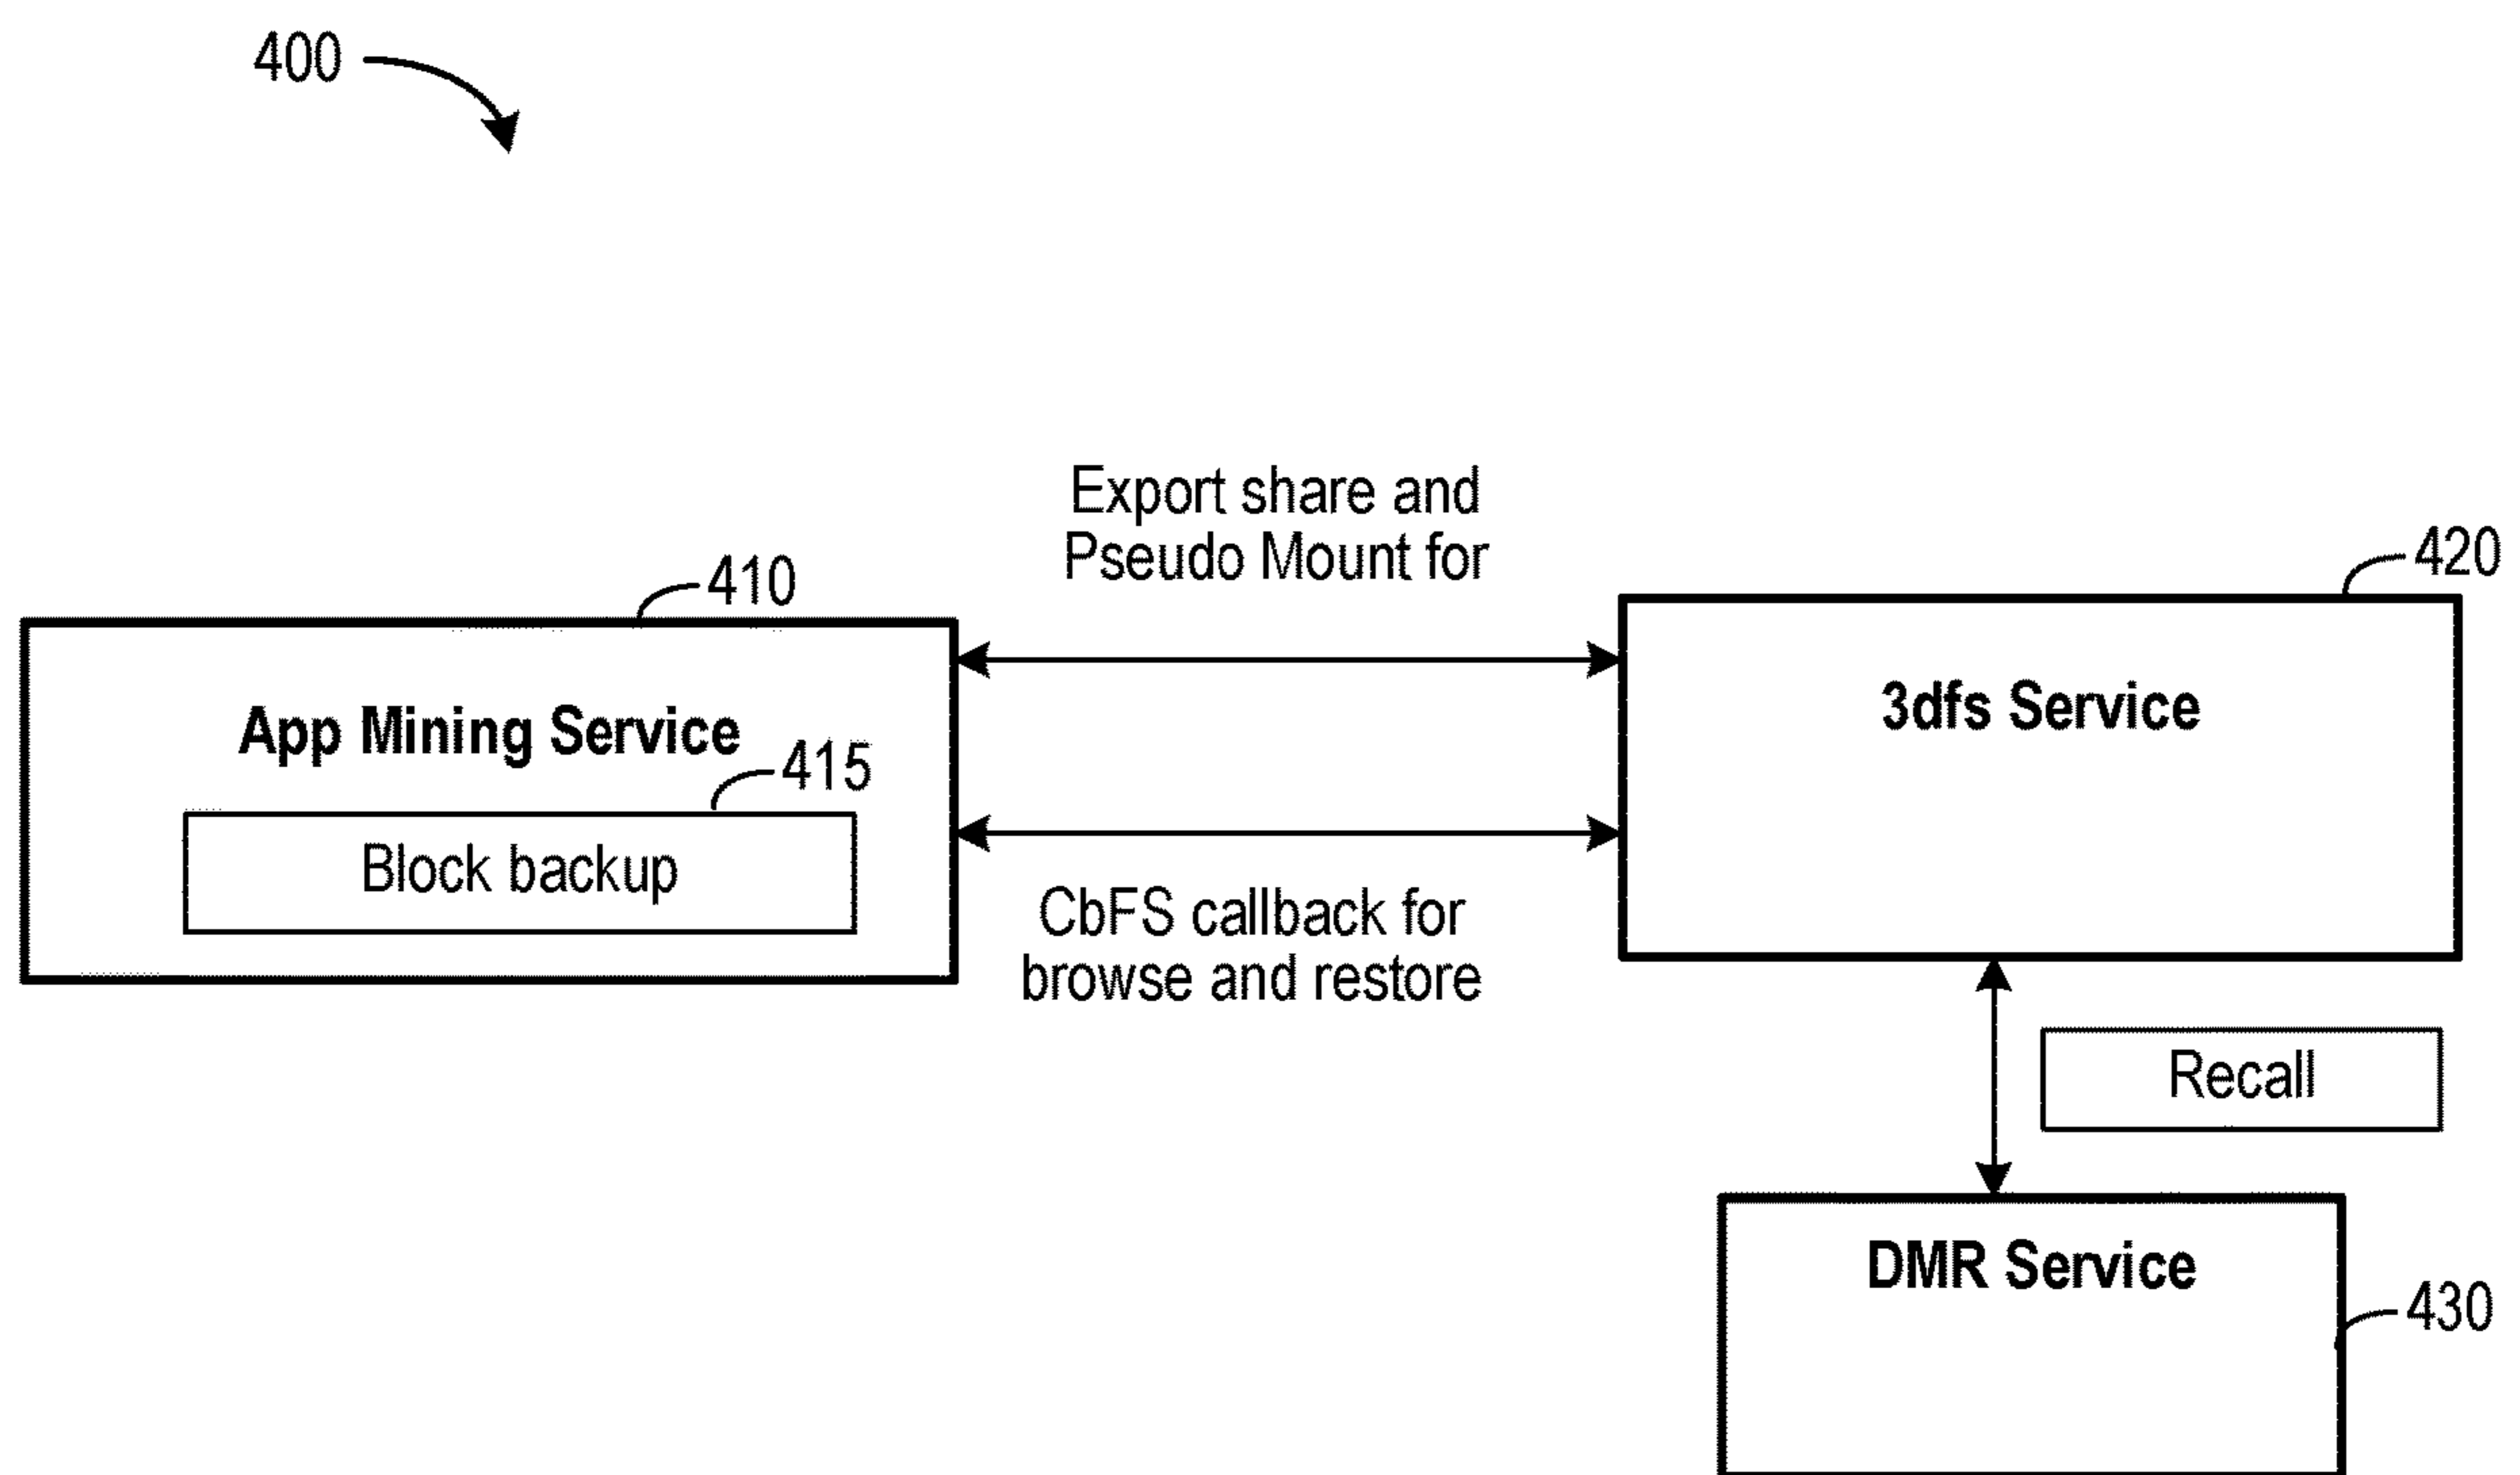 400
Export share and
Pseudo Mount for
410
420
App Mining Service
415
Block backup
3dfs Service
CbFS callback for
browse and restore
Recall
DMR Service
430